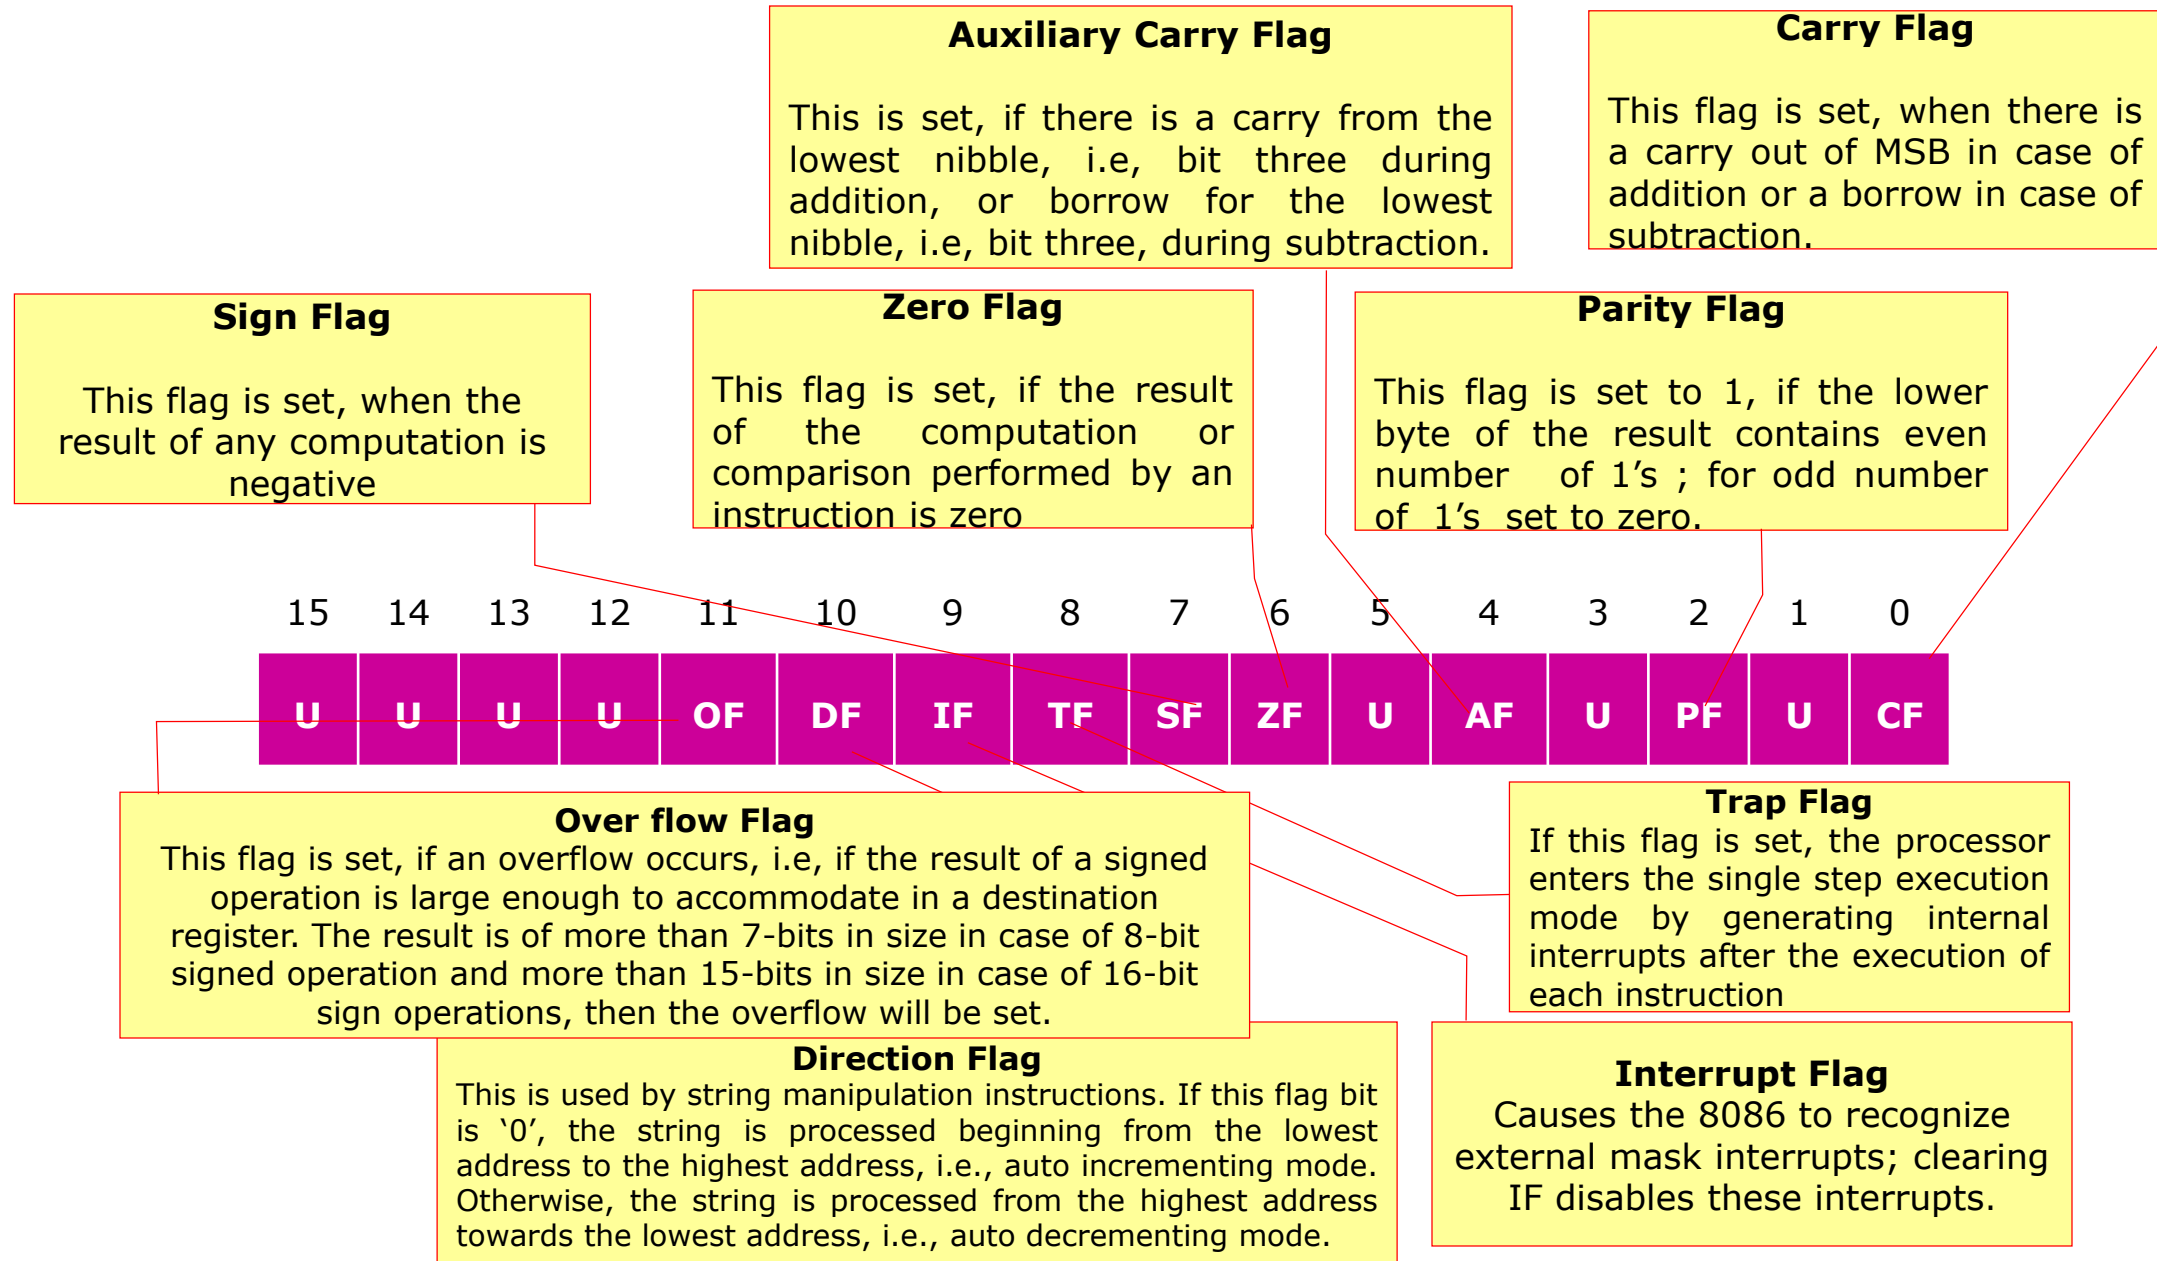 Auxiliary Carry Flag
This is set, if there is a carry from the
lowest nibble, i.e, bit three during
addition, or borrow for the lowest
nibble, i.e, bit three, during subtraction.
Carry Flag
This flag is set, when there is
a carry out of MSB in case of
addition or a borrow in case of
subtraction.
Sign Flag
This flag is set, when the
result of any computation is
negative
Zero Flag
This flag is set, if the result
of the computation or
comparison performed by an
instruction is zero
Parity Flag
This flag is set to 1, if the lower
byte of the result contains even
number of 1’s ; for odd number
of 1’s set to zero.
15 14 13 12 11 10 9 8 7 6 5 4 3 2 1 0
U U U U OF DF IF TF SF ZF U AF U PF U CF
Over flow Flag
This flag is set, if an overflow occurs, i.e, if the result of a signed
operation is large enough to accommodate in a destination
register. The result is of more than 7-bits in size in case of 8-bit
signed operation and more than 15-bits in size in case of 16-bit
sign operations, then the overflow will be set.
Trap Flag
If this flag is set, the processor
enters the single step execution
mode by generating internal
interrupts after the execution of
each instruction
Direction Flag
This is used by string manipulation instructions. If this flag bit
is ‘0’, the string is processed beginning from the lowest
address to the highest address, i.e., auto incrementing mode.
Otherwise, the string is processed from the highest address
towards the lowest address, i.e., auto decrementing mode.
Interrupt Flag
Causes the 8086 to recognize
external mask interrupts; clearing
IF disables these interrupts.